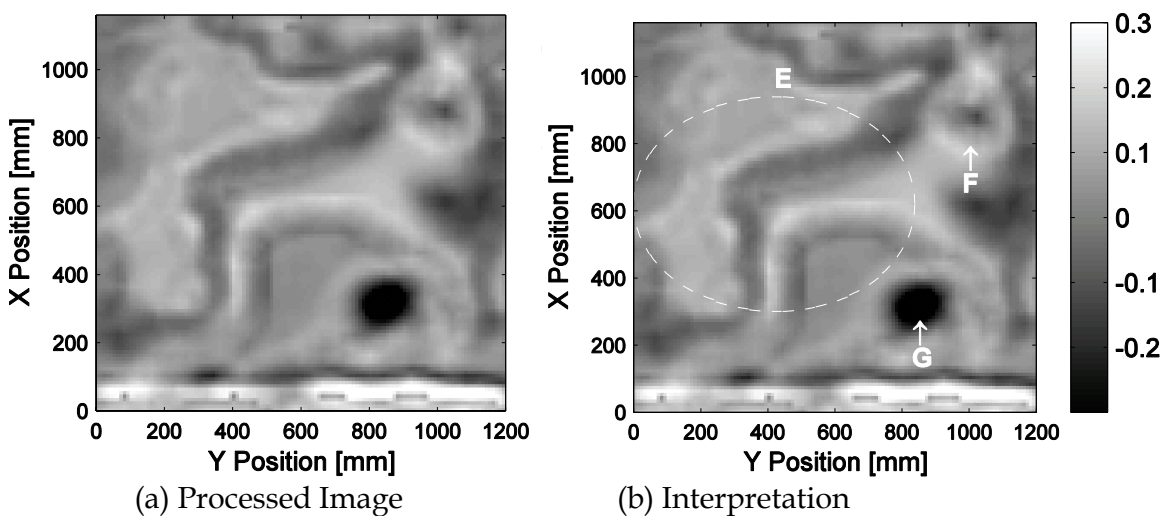 1000
800
600
400
200
0
0 200 400 600 800 1000 1200
X Position [mm]
Y Position [mm]
(a) Processed Image
1000
800
600
400
200
0
0 200 400 600 800 1000 1200
X Position [mm]
Y Position [mm]
E
F
G
(b) Interpretation
0.3
0.2
0.1
0
-0.1
-0.2